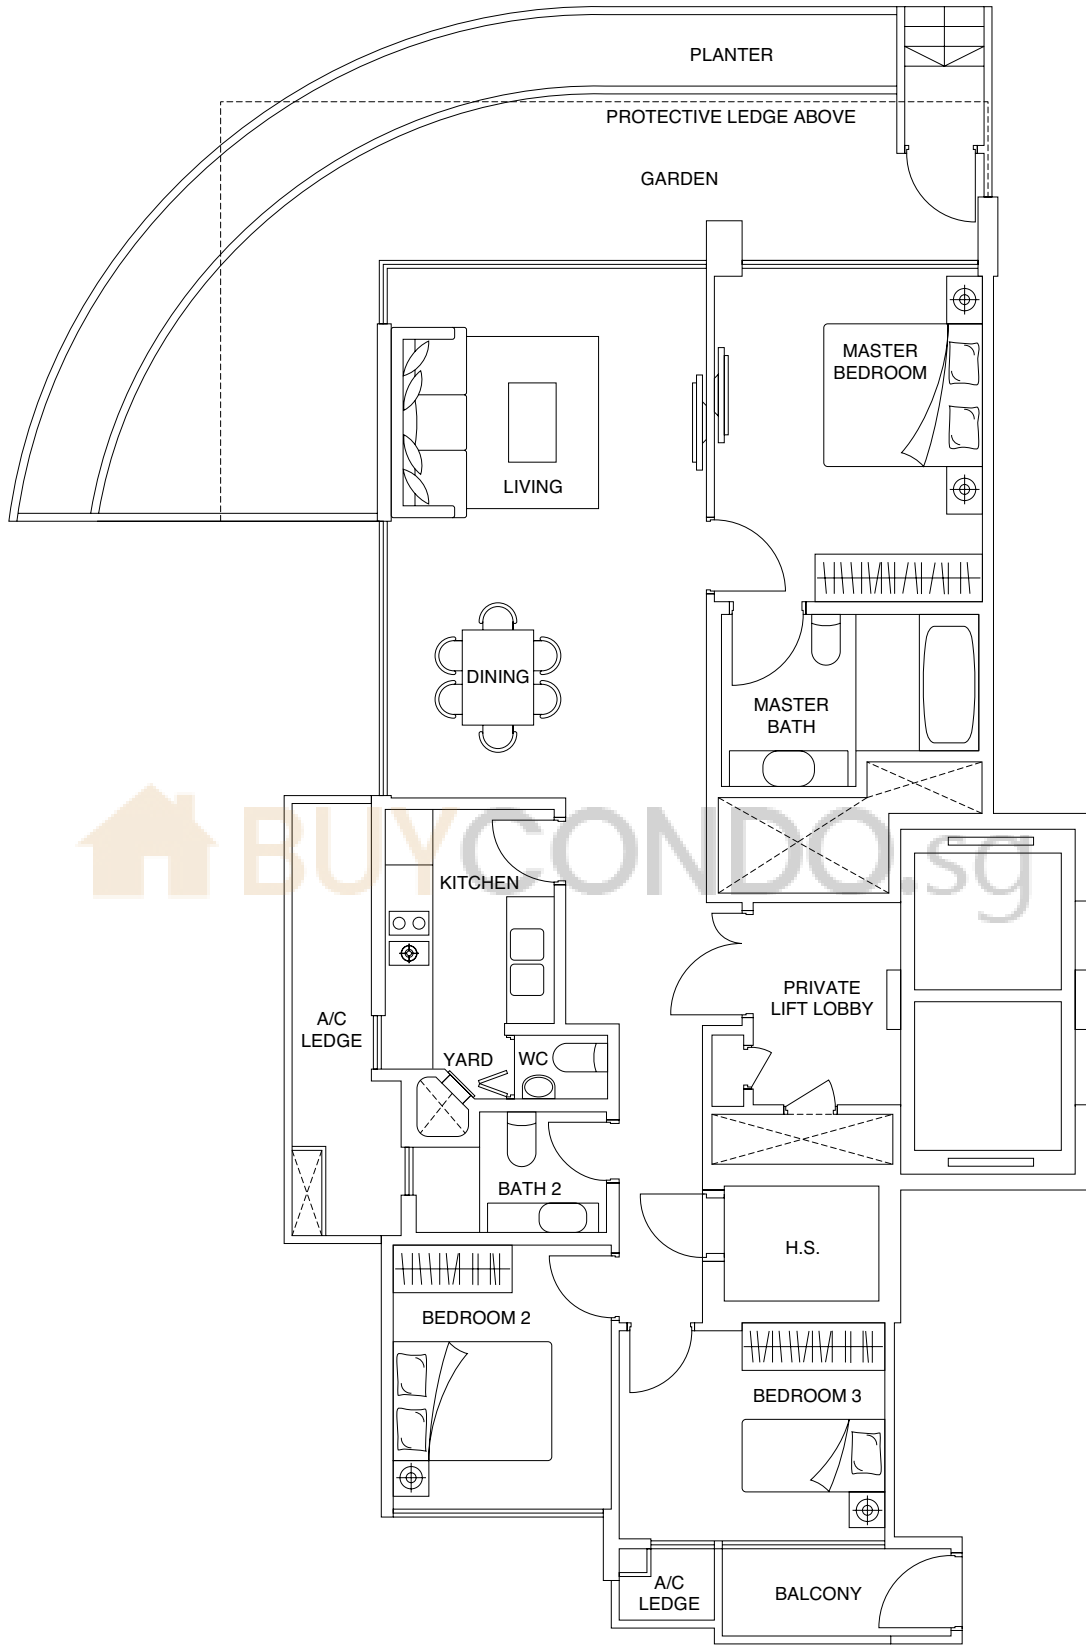 PLANTER
PROTECTIVE LEDGE ABOVE
GARDEN
MASTER
BEDROOM
LIVING
DINING
MASTER
BATH
BUYCONDO.sg
KITCHEN
PRIVATE
LIFT LOBBY
A/C
LEDGE
YARD
WC
BATH 2
H.S.
BEDROOM 2
BEDROOM 3
A/C
LEDGE
BALCONY